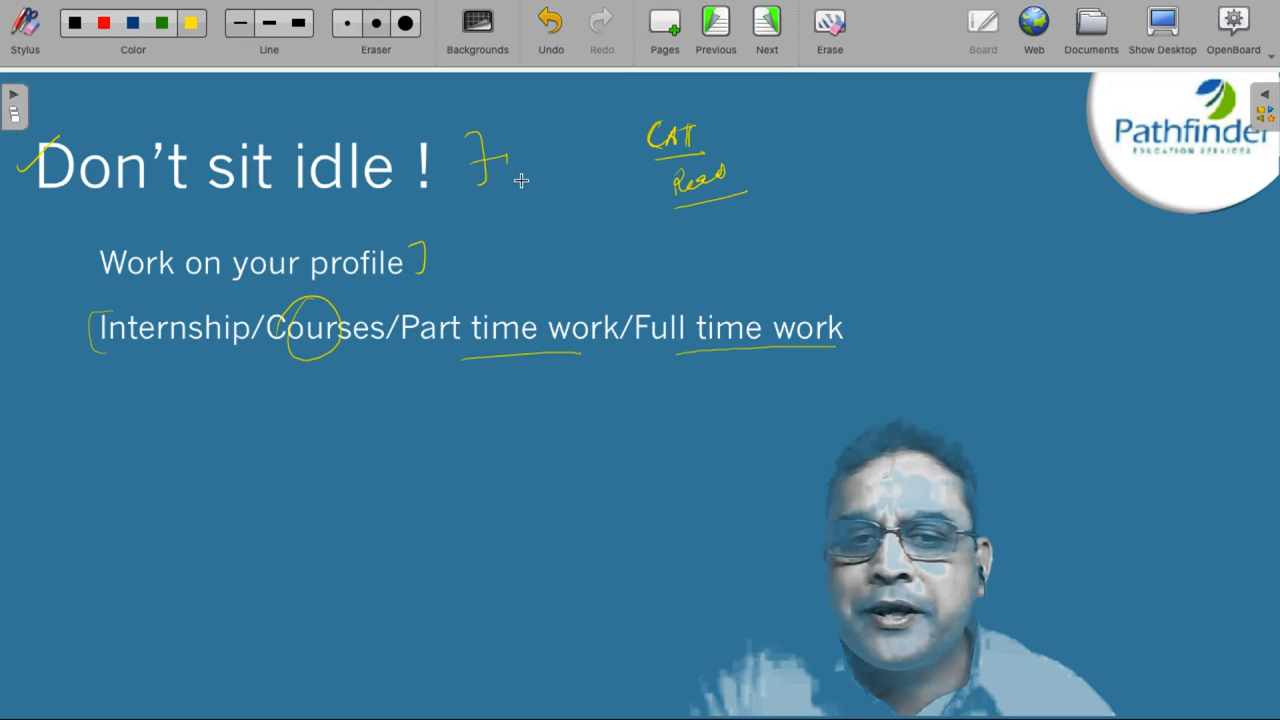 Stylus Color Line Eraser Backgrounds Undo Redo Pages Previous Next Erase Board Web Documents Show Desktop OpenBoard
Pathfinder
EDUCATION SERVICES
CAT
Don't sit idle !
Work on your profile
Internship/Courses/Part time work/Full time work